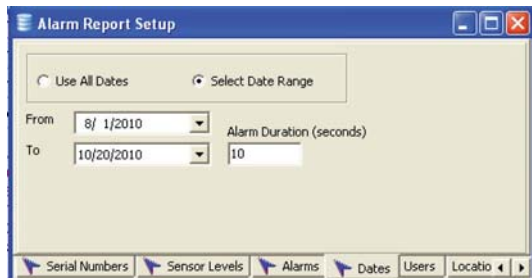 Alarm Report Setup
Use All Dates Select Date Range
From 8/ 1/2010
Alarm Duration (seconds)
To 10/20/2010 10
Serial Numbers Sensor Levels Alarms Dates Users Locatio